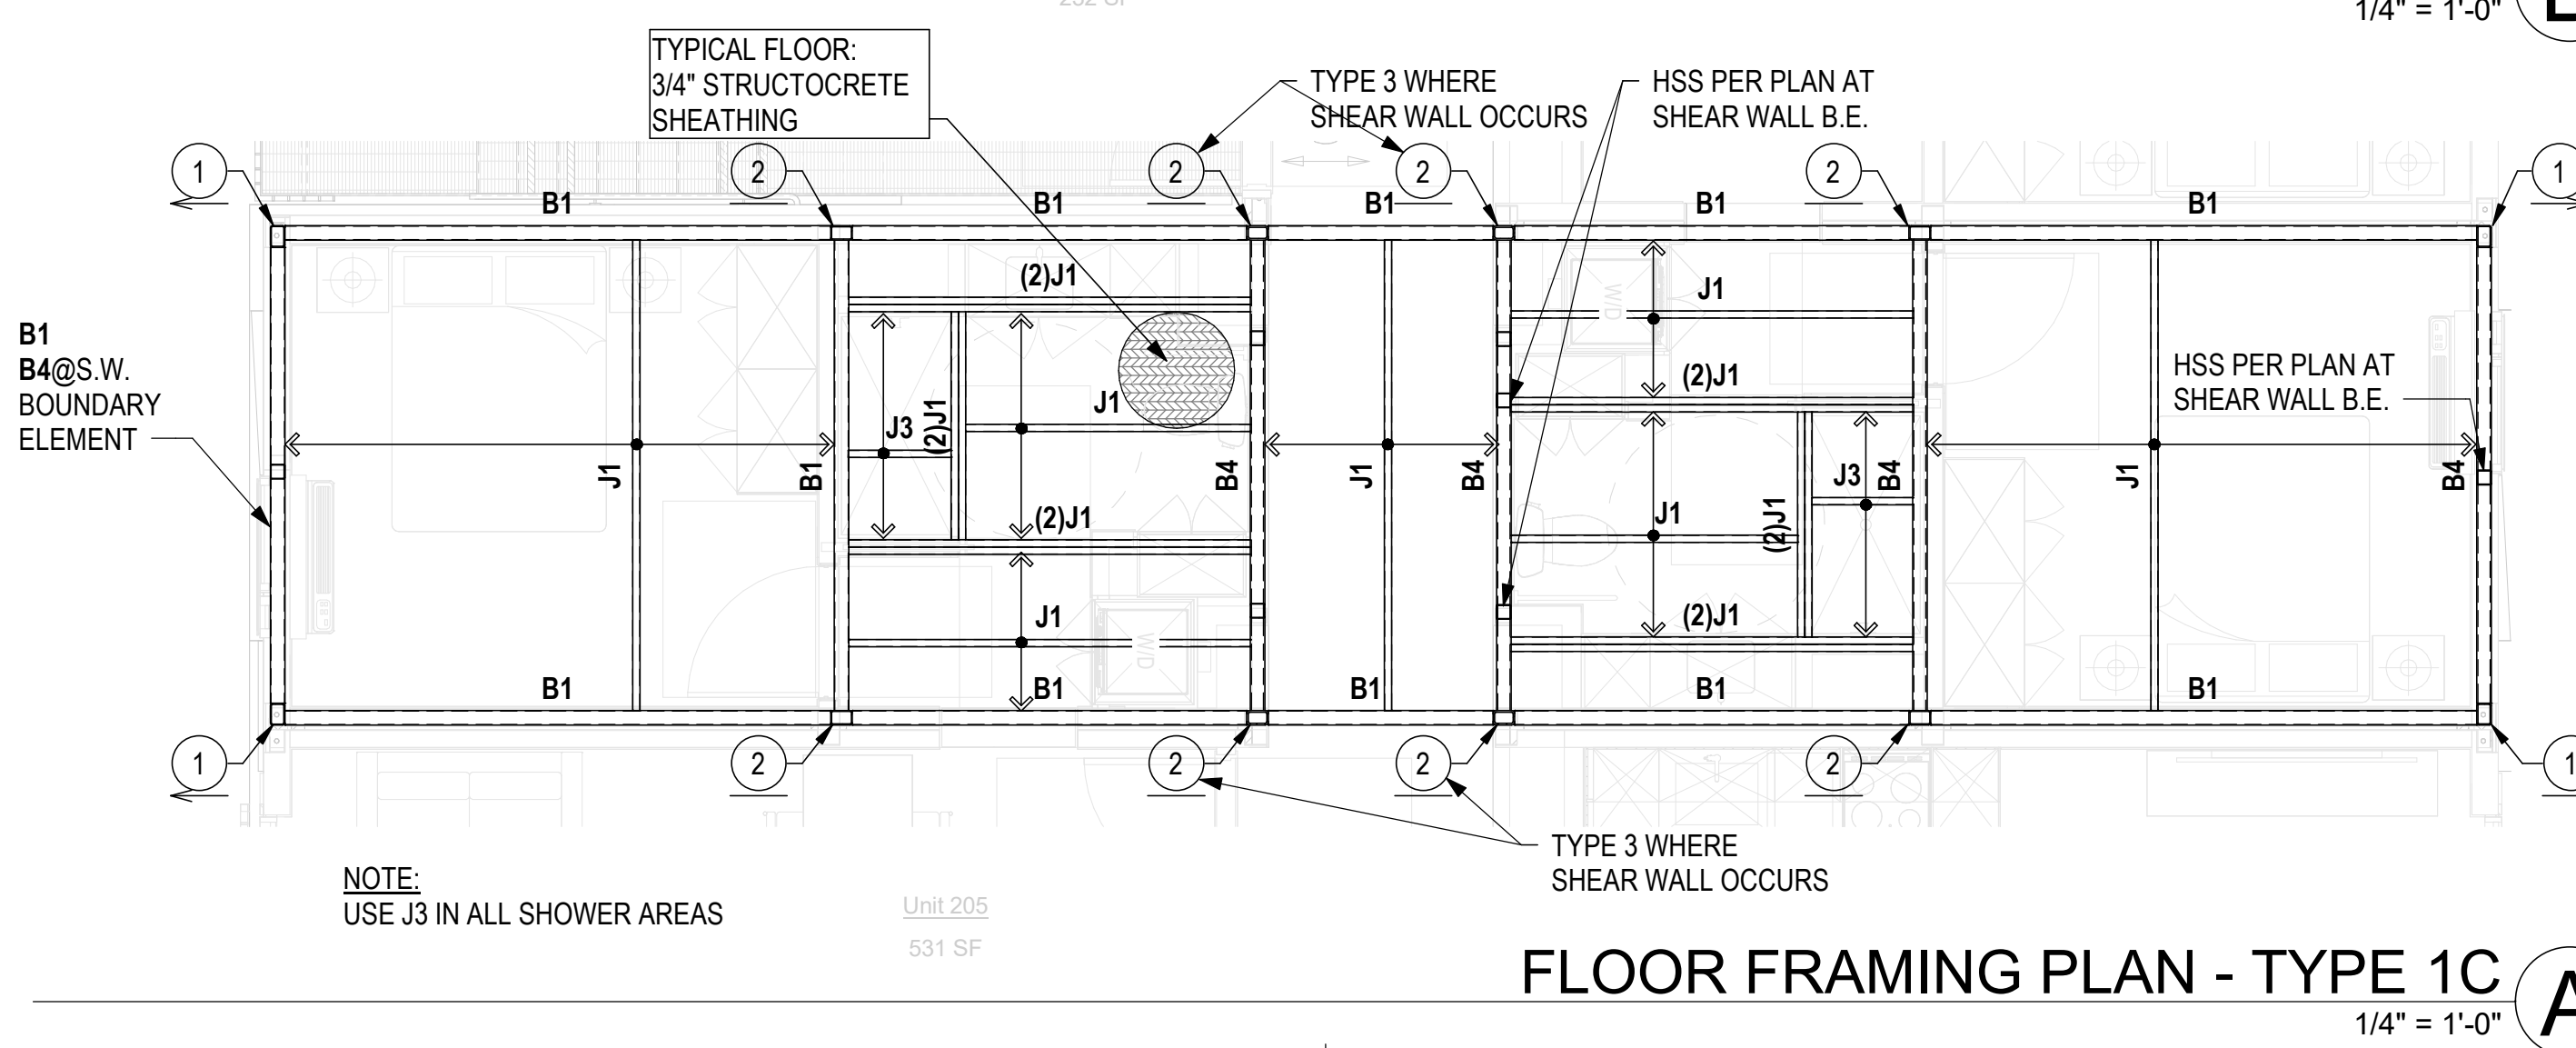 1/4" = 1'-0"
TYPICAL FLOOR:
3/4" STRUCTOCRETE
SHEATHING
TYPE 3 WHERE
SHEAR WALL OCCURS
HSS PER PLAN AT
SHEAR WALL B.E.
1
2
2
2
2
1
B1
B1
B1
B1
B1
(2)J1
J1
W/D
B1
B4@S.W.
BOUNDARY
ELEMENT
HSS PER PLAN AT
SHEAR WALL B.E.
(2)J1
J1
J3
(2)J1
J1
B1
B4
J1
B4
J3
B4
J1
B4
(2)J1
J1
(2)J1
J1
(2)J1
W/D
B1
B1
B1
B1
B1
1
2
2
2
2
1
TYPE 3 WHERE
SHEAR WALL OCCURS
NOTE:
USE J3 IN ALL SHOWER AREAS
Unit 205
531 SF
FLOOR FRAMING PLAN - TYPE 1C
A
1/4" = 1'-0"